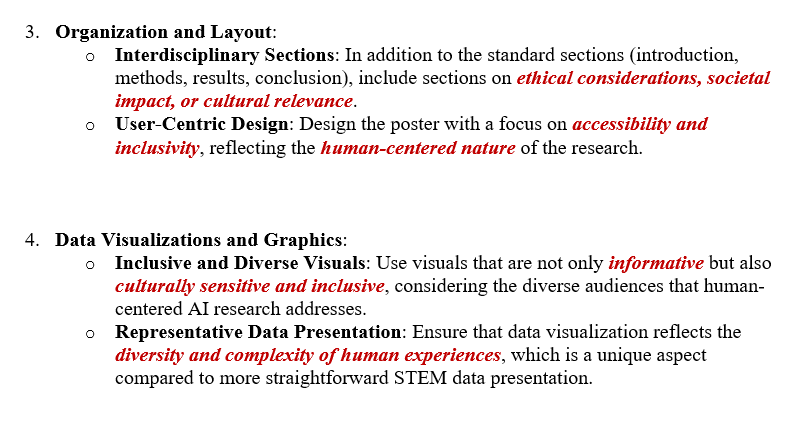 3. Organization and Layout:
o Interdisciplinary Sections: In addition to the standard sections (introduction,
methods, results, conclusion), include sections on ethical considerations, societal
impact, or cultural relevance.
o User-Centric Design: Design the poster with a focus on accessibility and
inclusivity, reflecting the human-centered nature of the research.
4. Data Visualizations and Graphics:
o Inclusive and Diverse Visuals: Use visuals that are not only informative but also
culturally sensitive and inclusive, considering the diverse audiences that human-
centered AI research addresses.
o Representative Data Presentation: Ensure that data visualization reflects the
diversity and complexity of human experiences, which is a unique aspect
compared to more straightforward STEM data presentation.